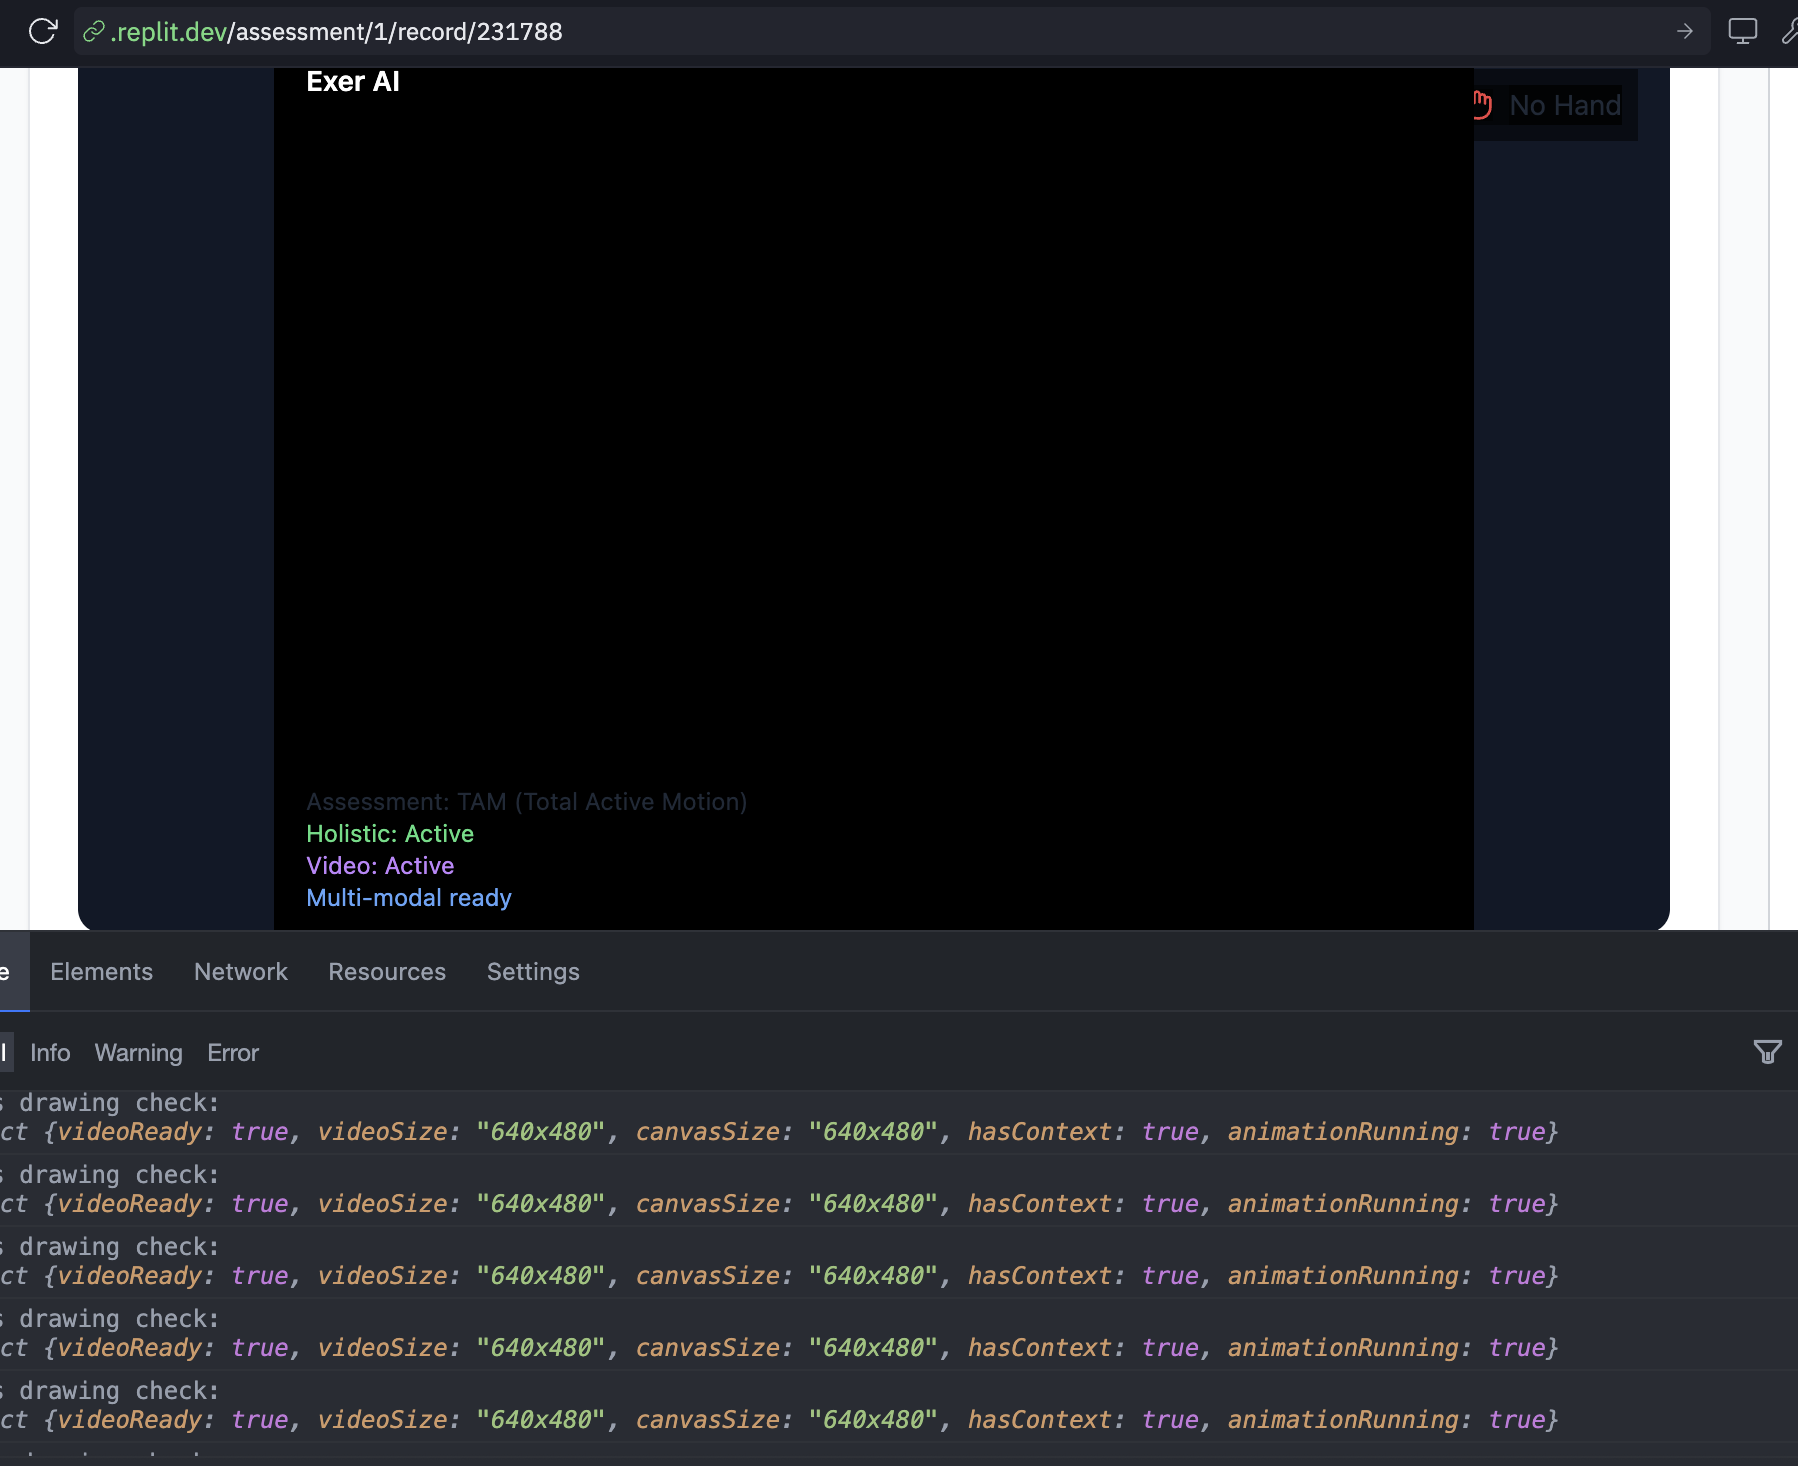 .replit.dev/assessment/1/record/231788
Exer AI
No Hand
Assessment: TAM (Total Active Motion)
Holistic: Active
Video: Active
Multi-modal ready
e Elements Network Resources Settings
l Info Warning Error
s drawing check:
ct {videoReady: true, videoSize: "640x480", canvasSize: "640x480", hasContext: true, animationRunning: true}
s drawing check:
ct {videoReady: true, videoSize: "640x480", canvasSize: "640x480", hasContext: true, animationRunning: true}
s drawing check:
ct {videoReady: true, videoSize: "640x480", canvasSize: "640x480", hasContext: true, animationRunning: true}
s drawing check:
ct {videoReady: true, videoSize: "640x480", canvasSize: "640x480", hasContext: true, animationRunning: true}
s drawing check:
ct {videoReady: true, videoSize: "640x480", canvasSize: "640x480", hasContext: true, animationRunning: true}